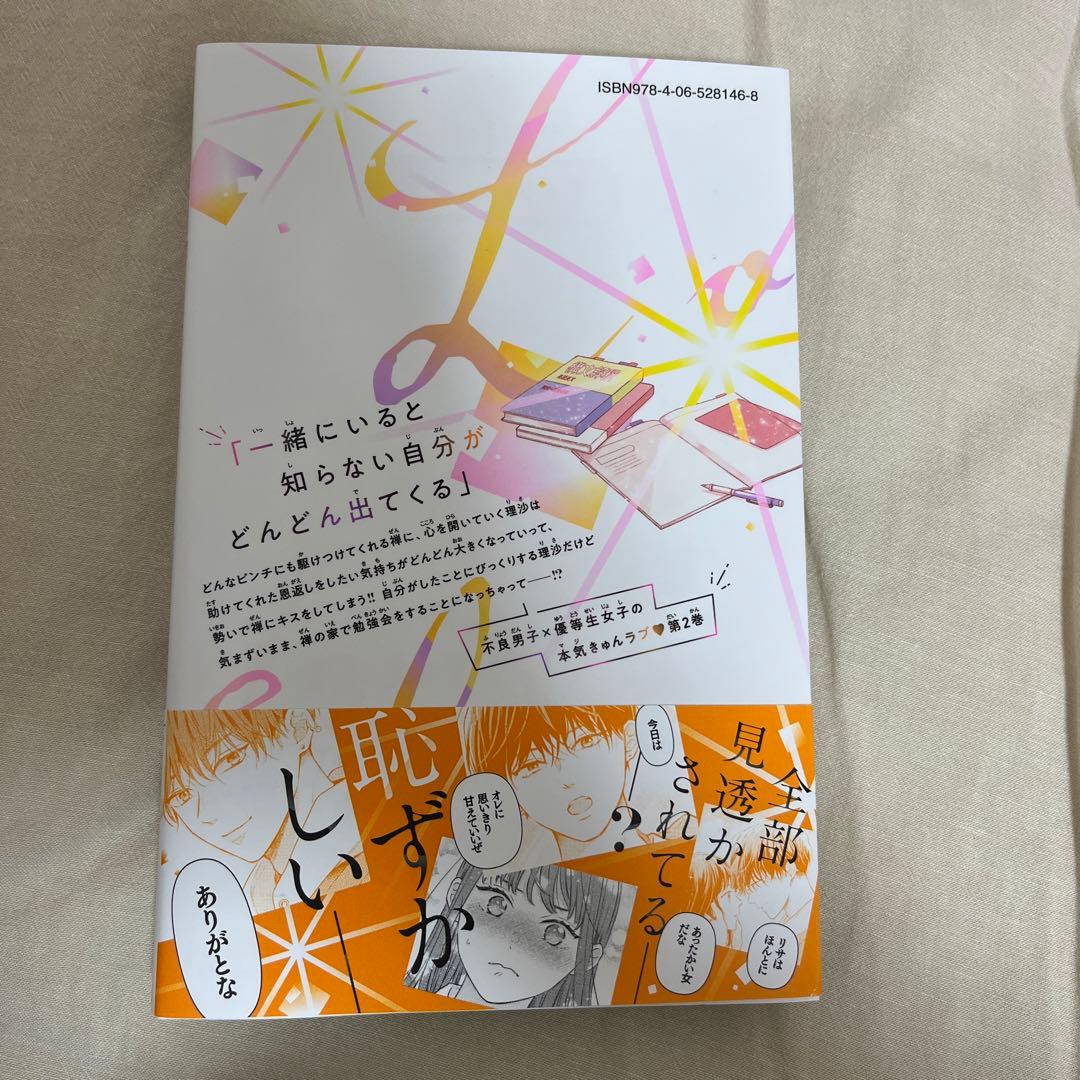 ISBN978-4-06-528146-8
「一緒にいると
知らない自分が
どんどん出てくる」
どんなピンチにも駆けつけてくれる禅に、心を開いていく理沙は
助けてくれた恩返しをしたい気持ちがどんどん大きくなっていって、
勢いで禅にキスをしてしまう!! 自分がしたことにびっくりする理沙だけど
気まずいまま、禅の家で勉強会をすることになっちゃって――!?
不良男子×優等生女子の
本気きゅんラブ♥第2巻
全部
見透か
されてる――?
今日は
オレに
思いきり
甘えていいぜ
恥ずか
しい――
リサは
ほんとに
あったかい女
だな
ありがとな